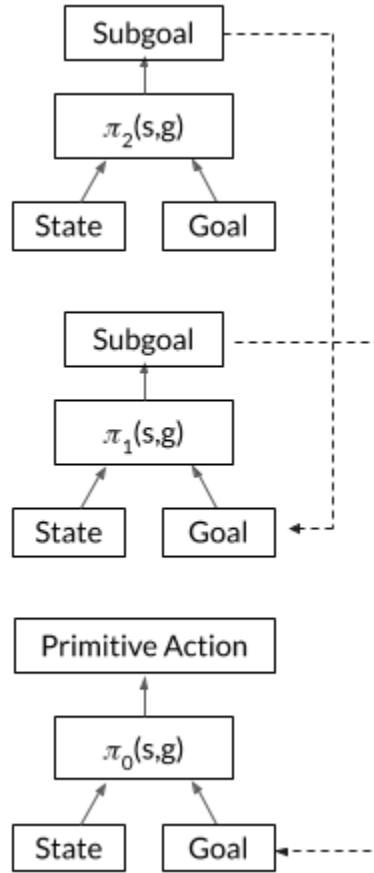 Subgoal
π2(s,g)
State Goal
Subgoal
π1(s,g)
State Goal
Primitive Action
π0(s,g)
State Goal